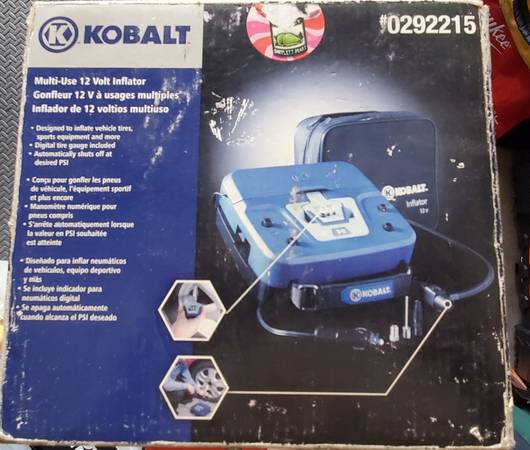 K KOBALT
#0292215
BARTLETT PEARS
Multi-Use 12 Volt Inflator
Gonfleur 12 V à usages multiples
Inflador de 12 voltios multiuso
• Designed to inflate vehicle tires,
sports equipment and more
• Digital tire gauge included
• Automatically shuts off at
desired PSI
• Conçu pour gonfler les pneus
de véhicule, l'équipement sportif
et plus encore
• Manomètre numérique pour
pneus compris
• S'arrête automatiquement lorsque
la valeur en PSI souhaitée
est atteinte
• Diseñado para inflar neumáticos
de vehículos, equipo deportivo
y más
• Se incluye indicador para
neumáticos digital
• Se apaga automáticamente
cuando alcanza el PSI deseado
K KOBALT.
Inflator
12 V
K KOBALT.